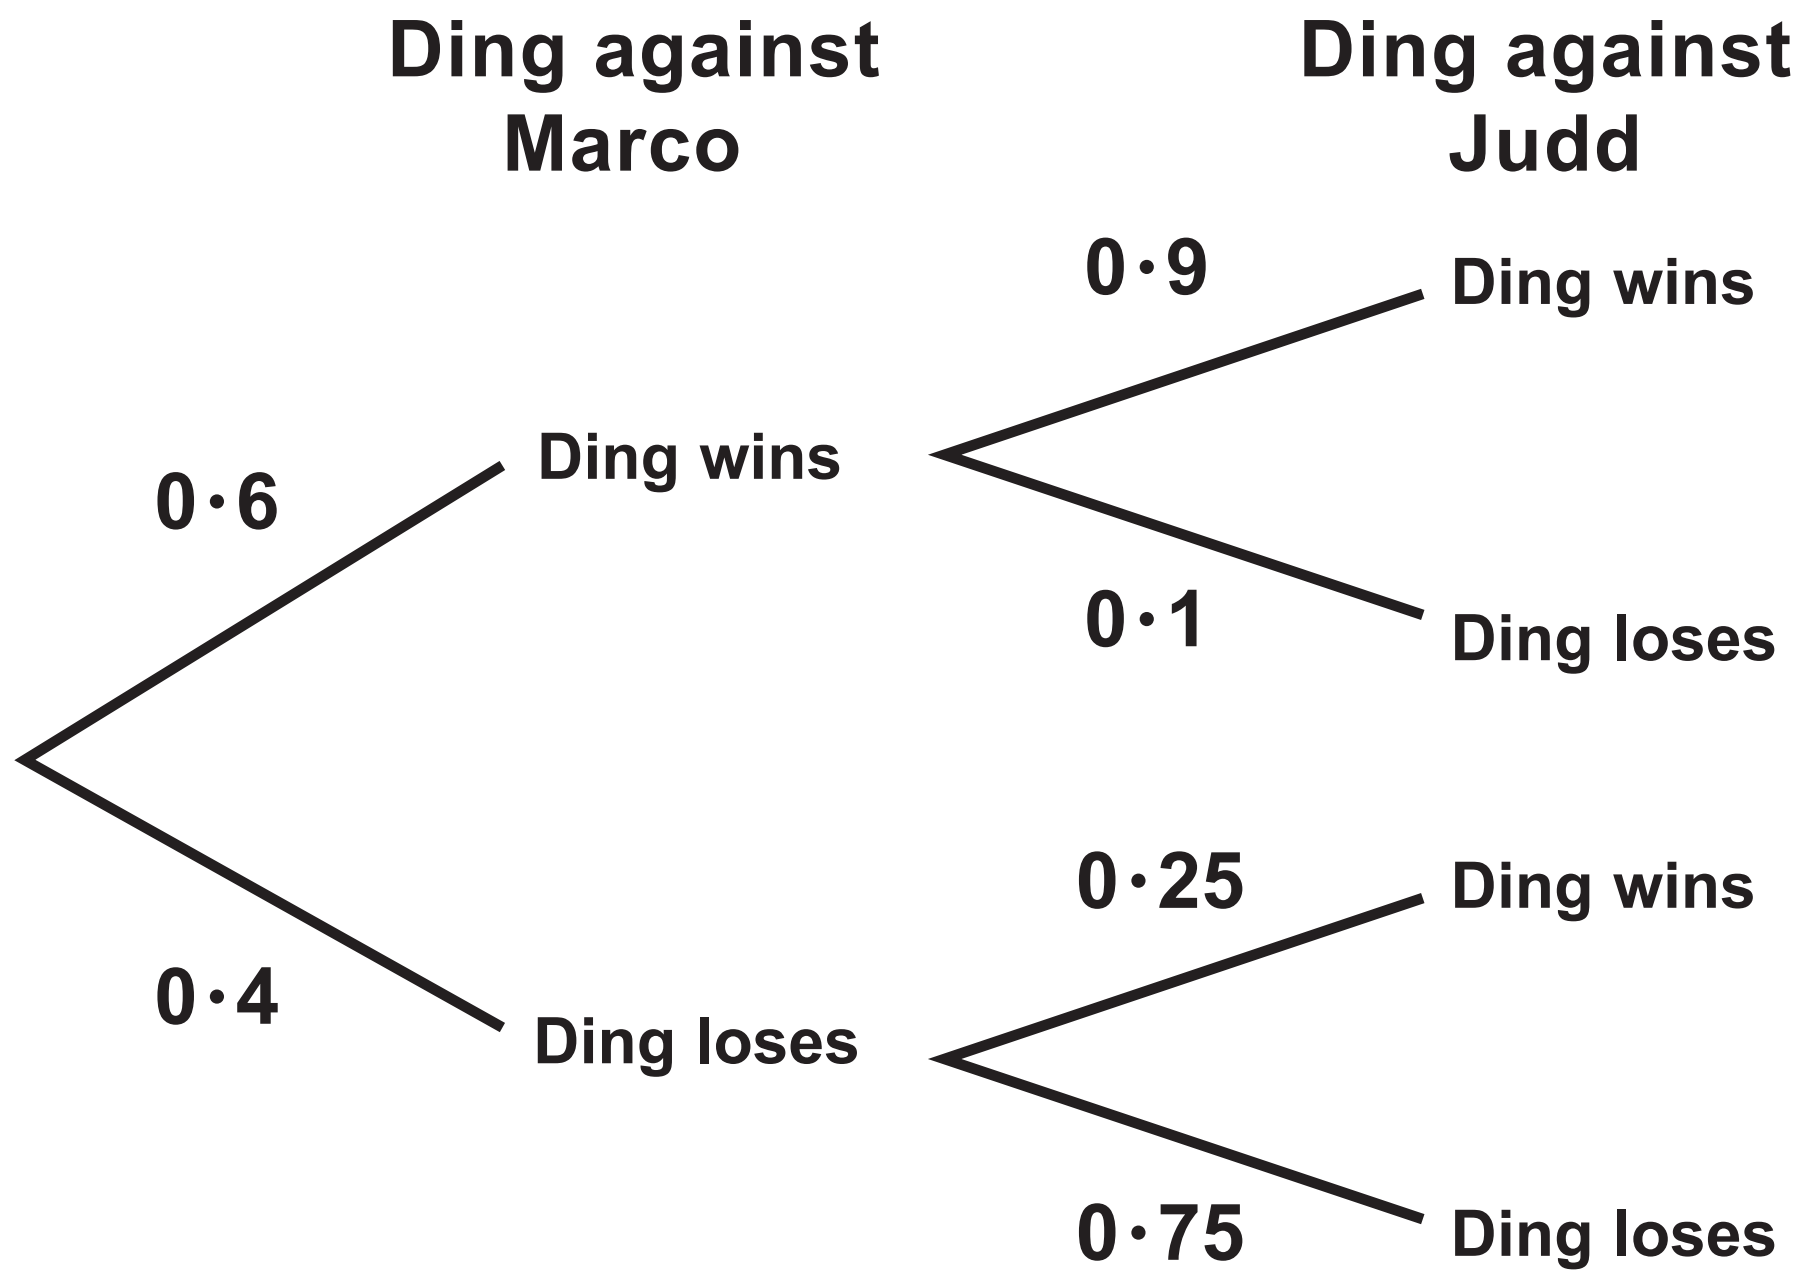 Ding against
Marco
Ding against
Judd
0·9
Ding wins
0·6
Ding wins
0·1
Ding loses
0·25
Ding wins
0·4
Ding loses
0·75
Ding loses